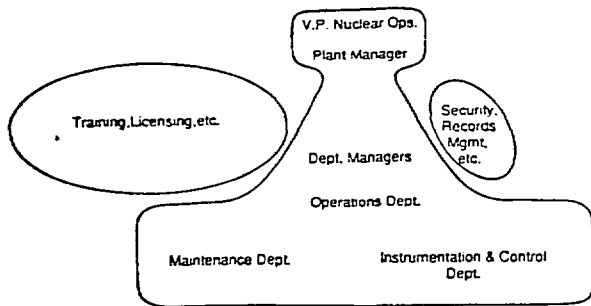 V.P. Nuclear Ops.
Plant Manager
Training, Licensing, etc.
Security,
Records
Mgmt,
etc.
Dept. Managers
Operations Dept.
Maintenance Dept.
Instrumentation & Control
Dept.